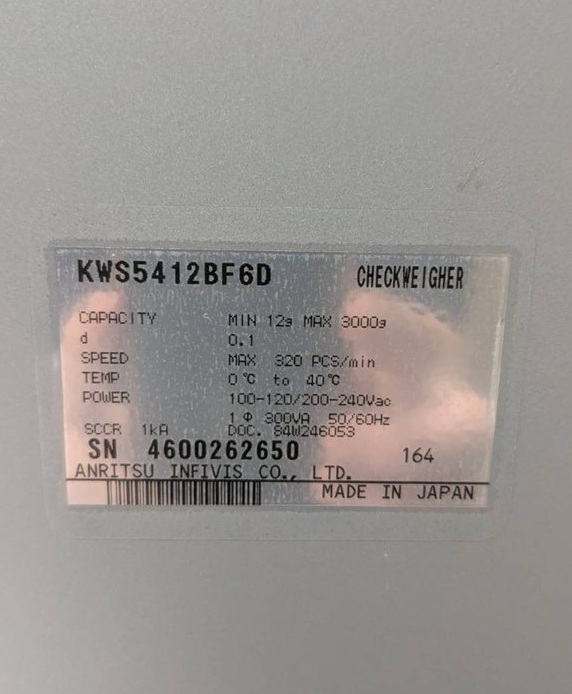 KWS5412BF6D CHECKWEIGHER
CAPACITY MIN 12g MAX 3000g
d 0.1
SPEED MAX 320 PCS/min
TEMP 0℃ to 40℃
POWER 100-120/200-240Vac
1 Φ 300VA 50/60Hz
SCCR 1kA DOC. 84W246053
SN 4600262650 164
ANRITSU INFIVIS CO., LTD.
MADE IN JAPAN